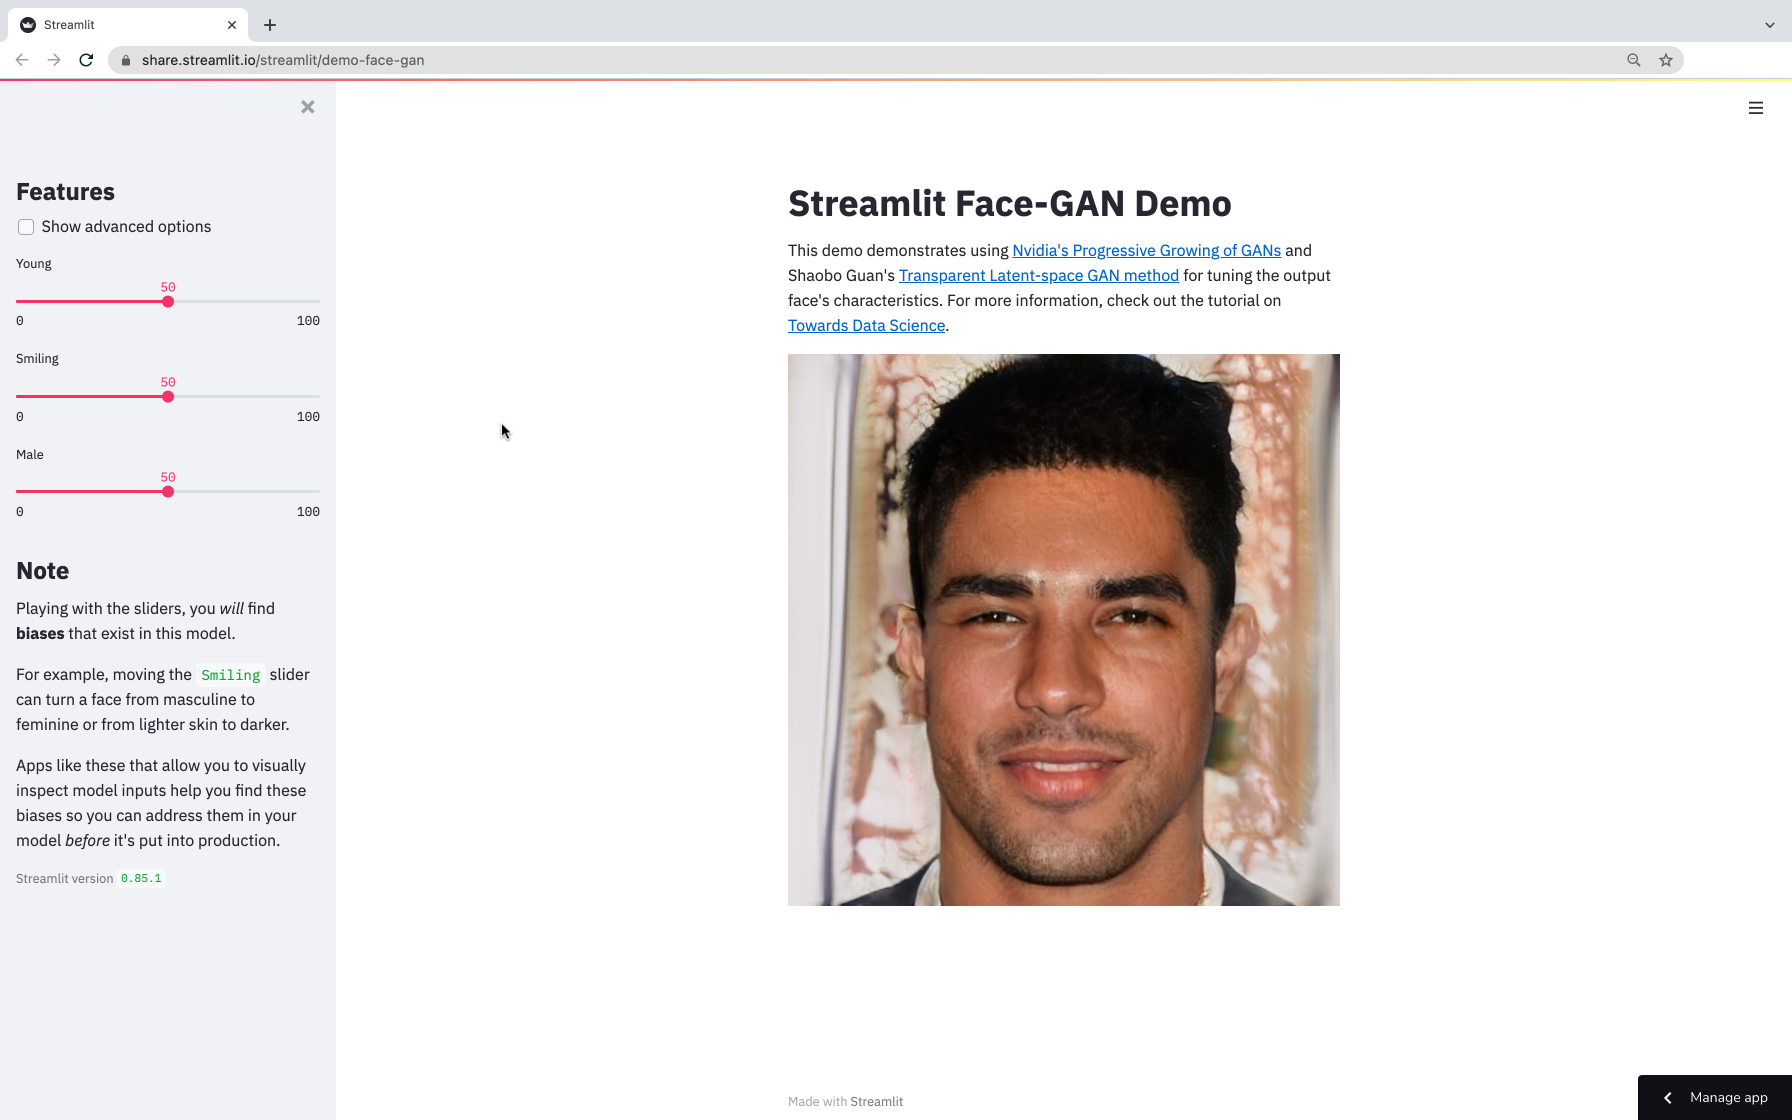 Streamlit
share.streamlit.io/streamlit/demo-face-gan
Features
Show advanced options
Young
50
0 100
Smiling
50
0 100
Male
50
0 100
Note
Playing with the sliders, you will find
biases that exist in this model.
For example, moving the Smiling slider
can turn a face from masculine to
feminine or from lighter skin to darker.
Apps like these that allow you to visually
inspect model inputs help you find these
biases so you can address them in your
model before it's put into production.
Streamlit version 0.85.1
Streamlit Face-GAN Demo
This demo demonstrates using Nvidia's Progressive Growing of GANs and
Shaobo Guan's Transparent Latent-space GAN method for tuning the output
face's characteristics. For more information, check out the tutorial on
Towards Data Science.
Made with Streamlit
Manage app